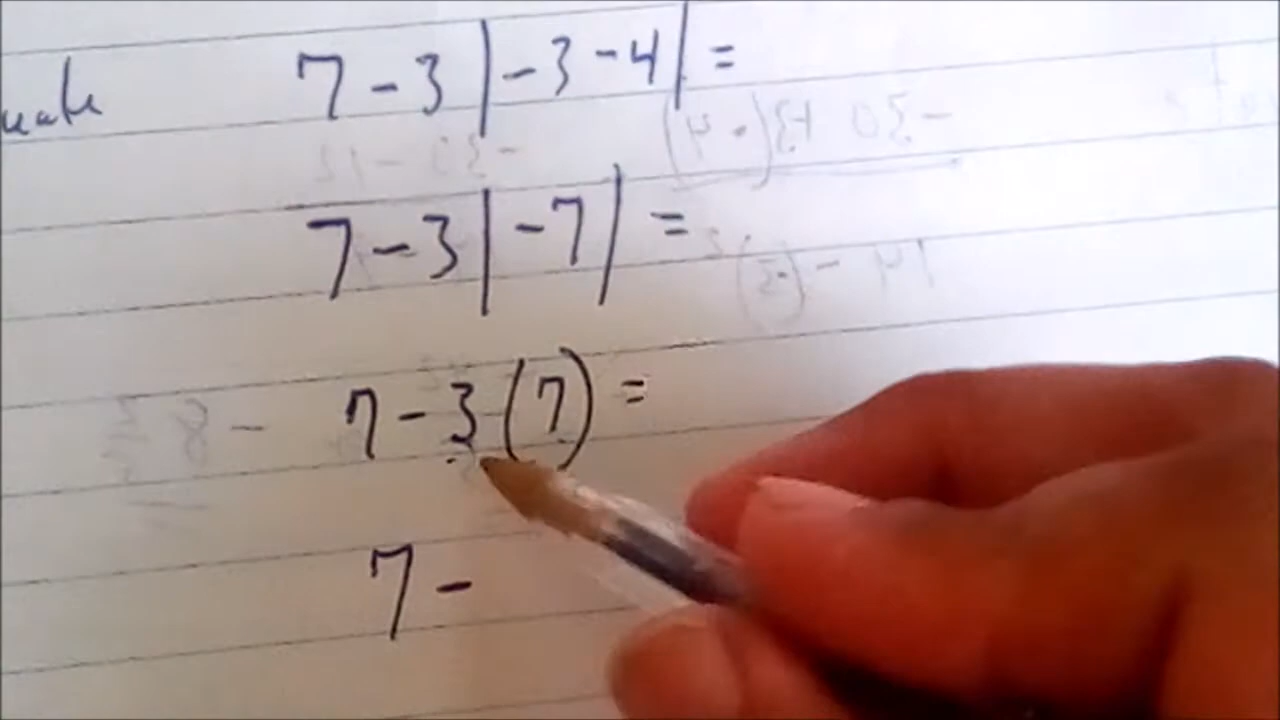 7 - 3 | - 3 - 4 | =
7 - 3 | - 7 | =
7 - 3 ( 7 ) =
7 -